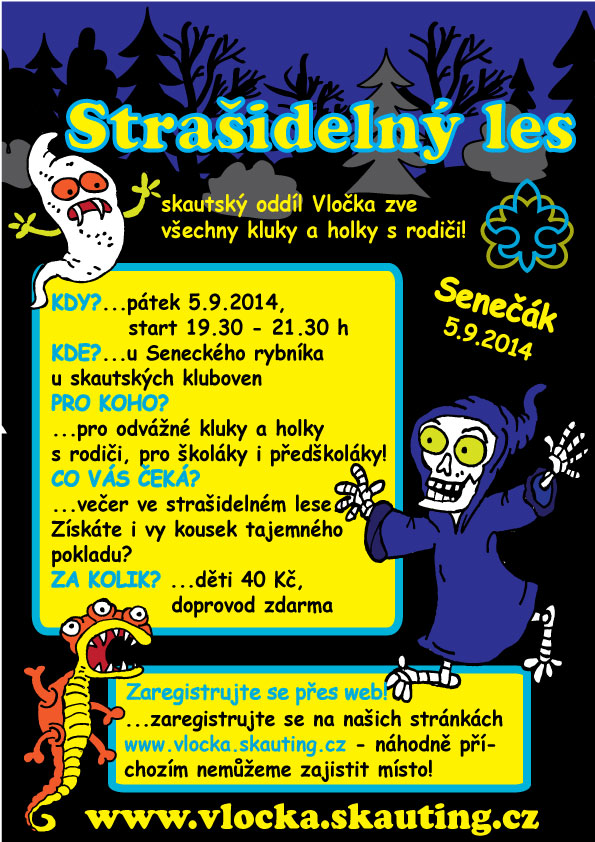 Strašidelný les
skautský oddíl Vločka zve
všechny kluky a holky s rodiči!
Senečák
5.9.2014
KDY?...pátek 5.9.2014,
start 19.30 - 21.30 h
KDE?...u Seneckého rybníka
u skautských kluboven
PRO KOHO?
...pro odvážné kluky a holky
s rodiči, pro školáky i předškoláky!
CO VÁS ČEKÁ?
...večer ve strašidelném lese
Získáte i vy kousek tajemného
pokladu?
ZA KOLIK? ...děti 40 Kč,
doprovod zdarma
Zaregistrujte se přes web!
...zaregistrujte se na našich stránkách
www.vlocka.skauting.cz - náhodně pří-
chozím nemůžeme zajistit místo!
www.vlocka.skauting.cz